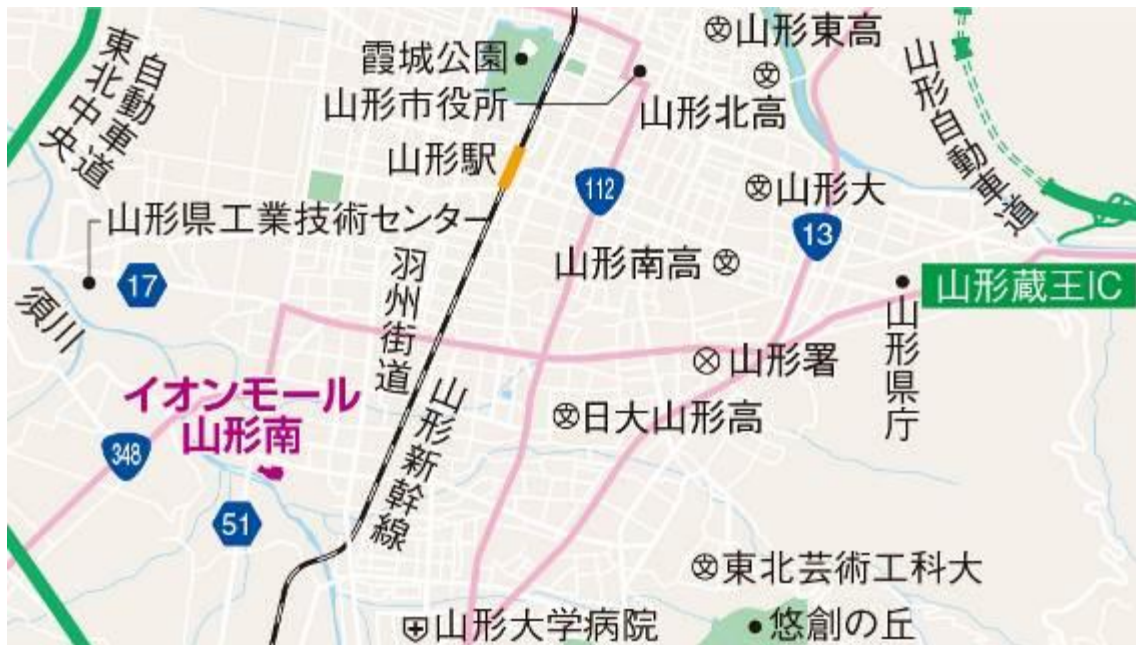 山形東高
霞城公園
山形市役所
山形北高
東北中央
自動車道
山形自動車道
山形駅
112
山形大
山形県工業技術センター
13
17
羽州街道
山形南高
山形蔵王IC
須川
山形県庁
山形署
イオンモール
山形南
日大山形高
348
山形新幹線
51
東北芸術工科大
山形大学病院
悠創の丘